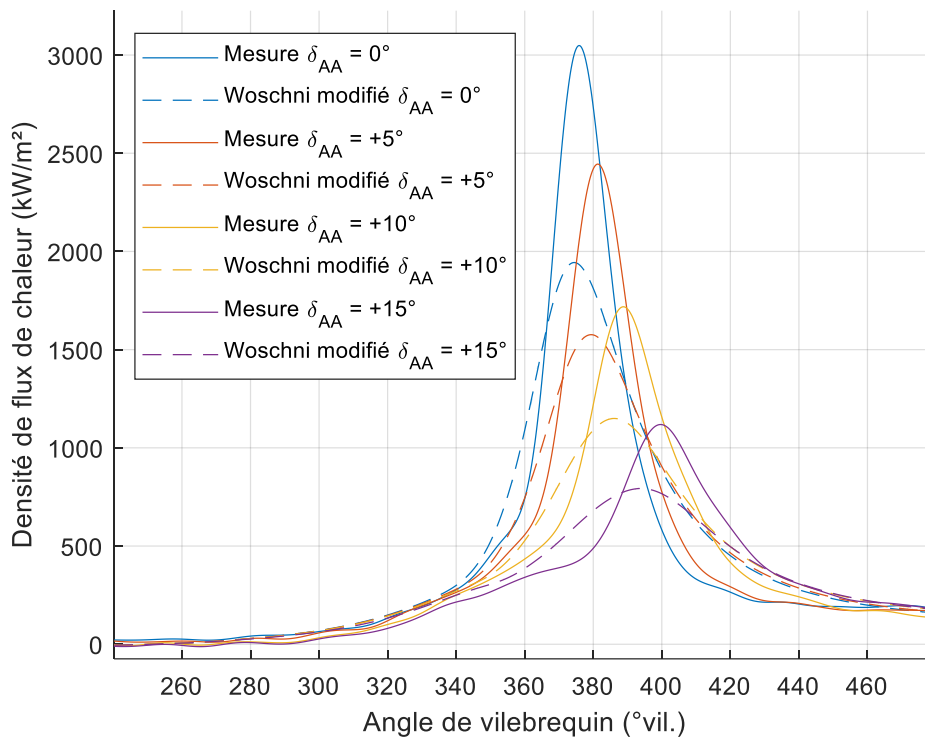 Densité de flux de chaleur (kW/m²)
3000
2500
2000
1500
1000
500
0
Mesure δAA = 0°
Woschni modifié δAA = 0°
Mesure δAA = +5°
Woschni modifié δAA = +5°
Mesure δAA = +10°
Woschni modifié δAA = +10°
Mesure δAA = +15°
Woschni modifié δAA = +15°
260 280 300 320 340 360 380 400 420 440 460
Angle de vilebrequin (°vil.)